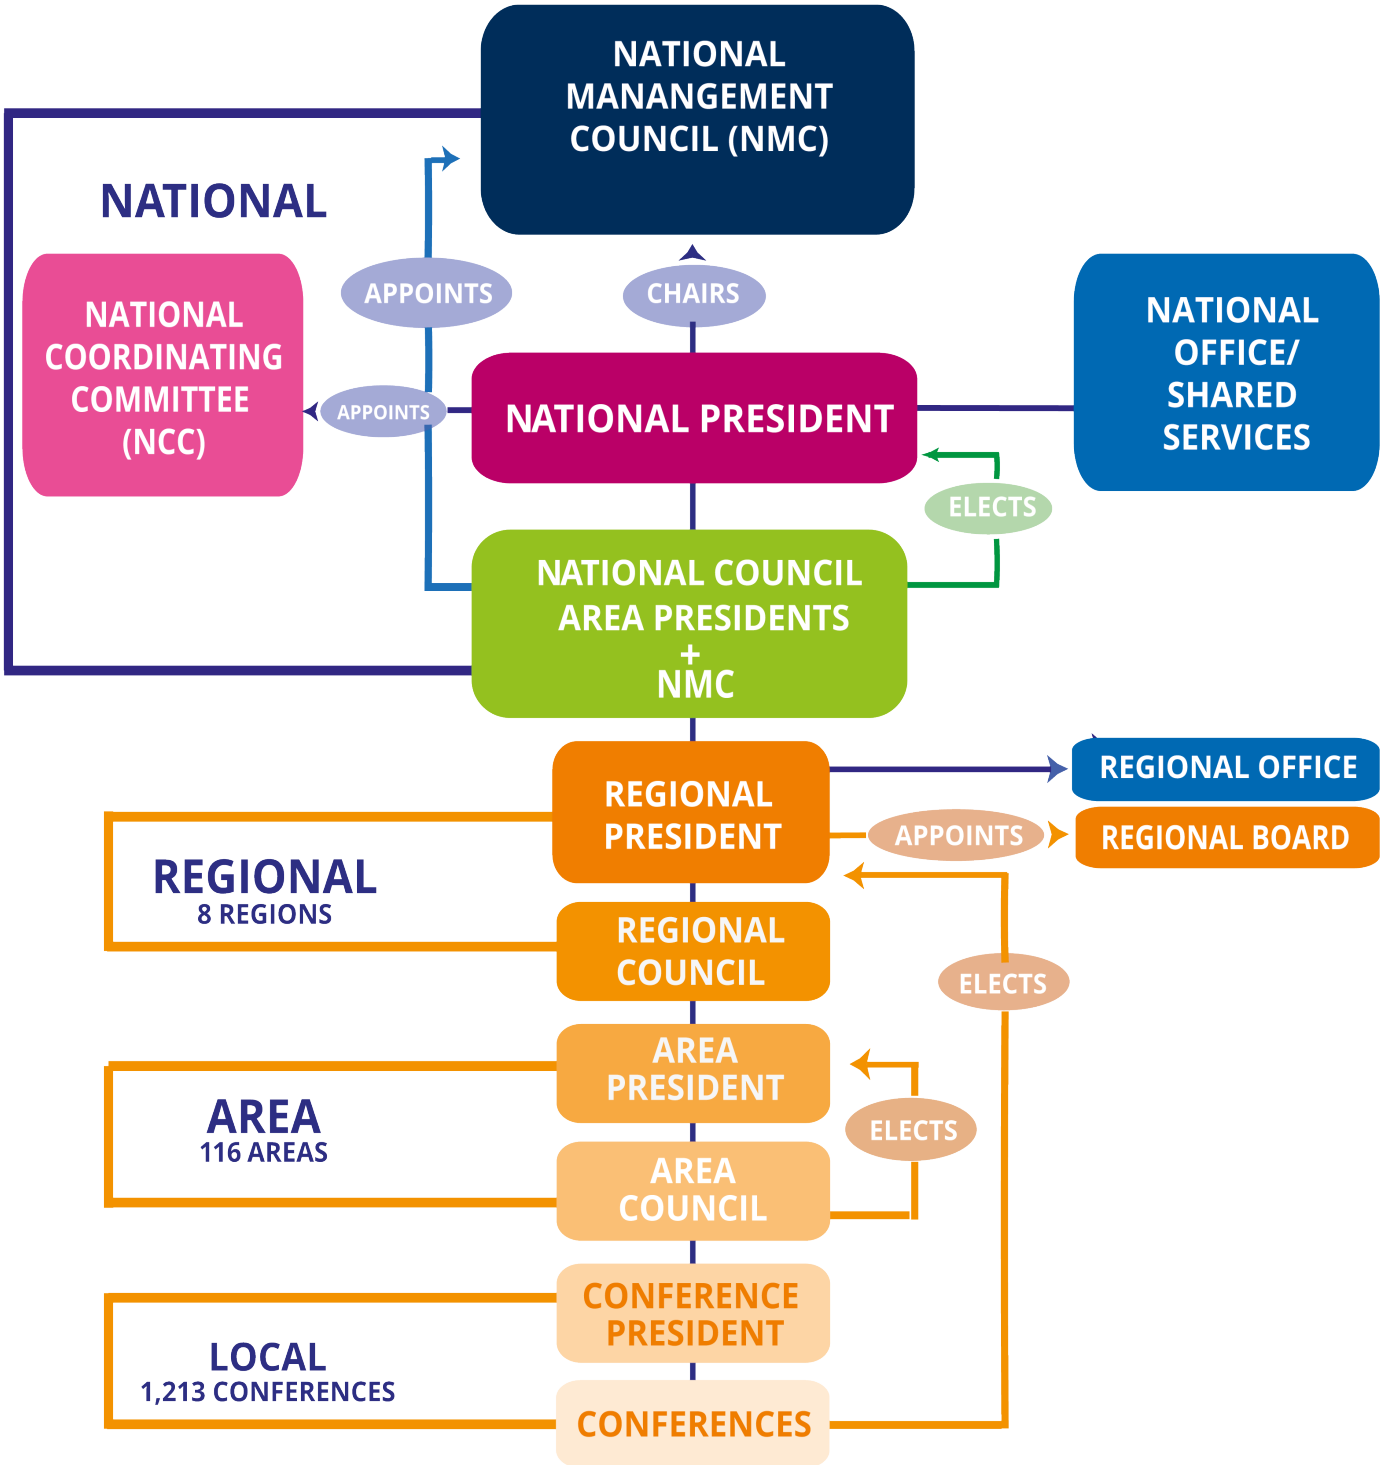 NATIONAL
MANANGEMENT
COUNCIL (NMC)
NATIONAL
APPOINTS
CHAIRS
NATIONAL
COORDINATING
COMMITTEE
(NCC)
APPOINTS
NATIONAL PRESIDENT
NATIONAL
OFFICE/
SHARED
SERVICES
ELECTS
NATIONAL COUNCIL
AREA PRESIDENTS
+
NMC
REGIONAL
PRESIDENT
REGIONAL OFFICE
APPOINTS
REGIONAL BOARD
REGIONAL
8 REGIONS
REGIONAL
COUNCIL
ELECTS
AREA
PRESIDENT
AREA
116 AREAS
ELECTS
AREA
COUNCIL
CONFERENCE
PRESIDENT
LOCAL
1,213 CONFERENCES
CONFERENCES